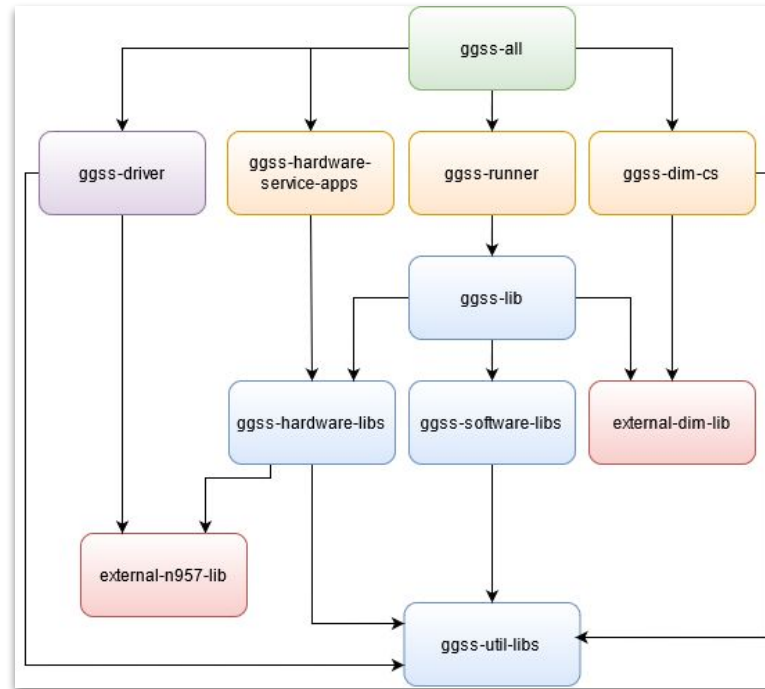 ggss-all
ggss-driver
ggss-hardware-
service-apps
ggss-runner
ggss-dim-cs
ggss-lib
ggss-hardware-libs
ggss-software-libs
external-dim-lib
external-n957-lib
ggss-util-libs